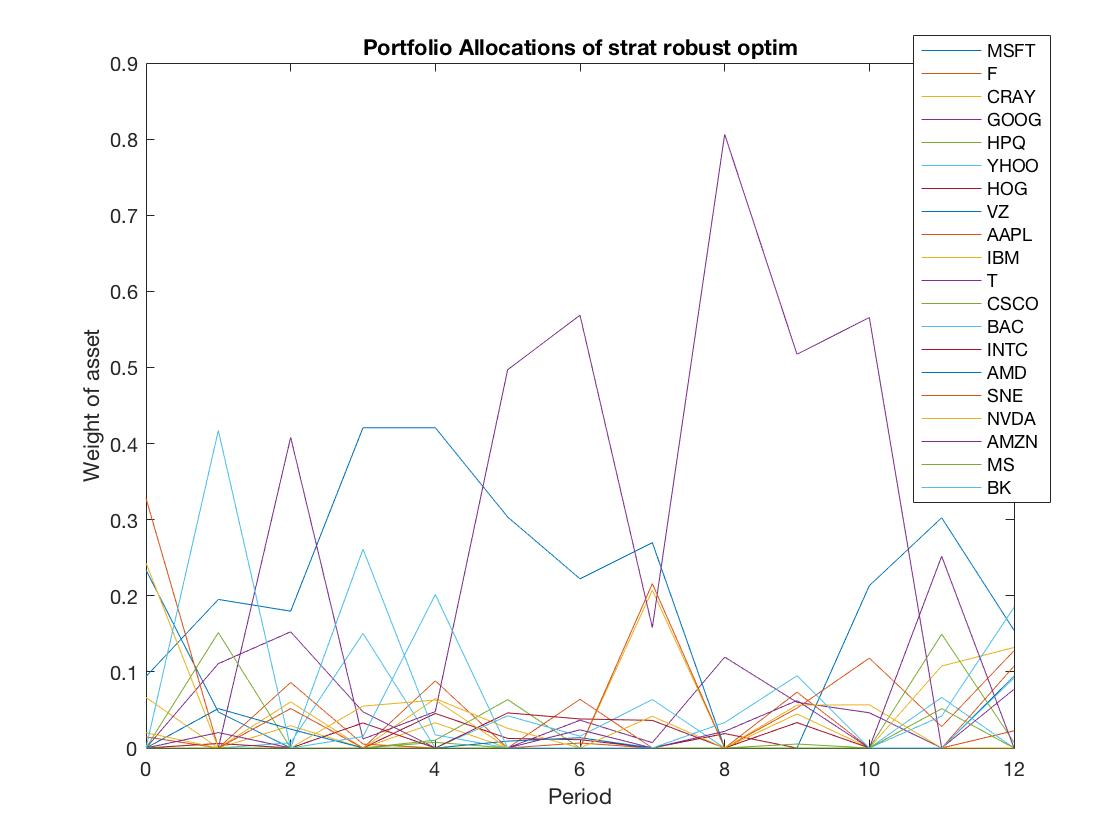 Portfolio Allocations of strat robust optim
MSFT
F
CRAY
GOOG
HPQ
YHOO
HOG
VZ
AAPL
IBM
T
CSCO
BAC
INTC
AMD
SNE
NVDA
AMZN
MS
BK
0.9
0.8
0.7
0.6
0.5
0.4
0.3
0.2
0.1
0
Weight of asset
0 2 4 6 8 10 12
Period